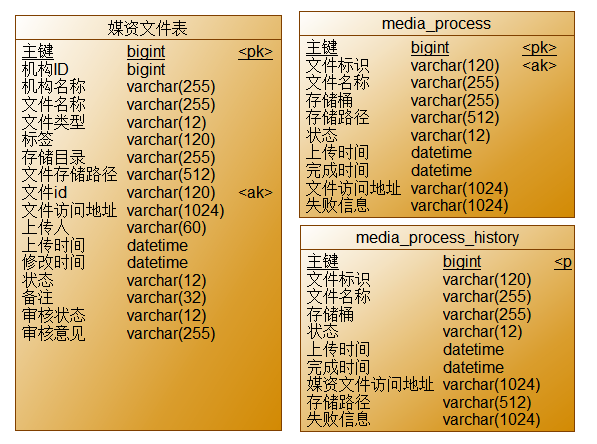 媒资文件表
主键 bigint <pk>
机构ID bigint
机构名称 varchar(255)
文件名称 varchar(255)
文件类型 varchar(12)
标签 varchar(120)
存储目录 varchar(255)
文件存储路径 varchar(512)
文件id varchar(120) <ak>
文件访问地址 varchar(1024)
上传人 varchar(60)
上传时间 datetime
修改时间 datetime
状态 varchar(12)
备注 varchar(32)
审核状态 varchar(12)
审核意见 varchar(255)
media_process
主键 bigint <pk>
文件标识 varchar(120) <ak>
文件名称 varchar(255)
存储桶 varchar(255)
存储路径 varchar(512)
状态 varchar(12)
上传时间 datetime
完成时间 datetime
文件访问地址 varchar(1024)
失败信息 varchar(1024)
media_process_history
主键 bigint <p
文件标识 varchar(120)
文件名称 varchar(255)
存储桶 varchar(255)
状态 varchar(12)
上传时间 datetime
完成时间 datetime
媒资文件访问地址 varchar(1024)
存储路径 varchar(512)
失败信息 varchar(1024)